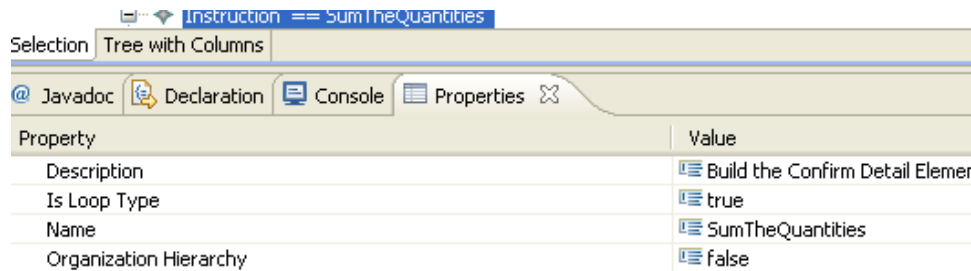 Instruction == SumTheQuantities
Selection Tree with Columns
@ Javadoc Declaration Console Properties
Property Value
Description Build the Confirm Detail Elemen
Is Loop Type true
Name SumTheQuantities
Organization Hierarchy false